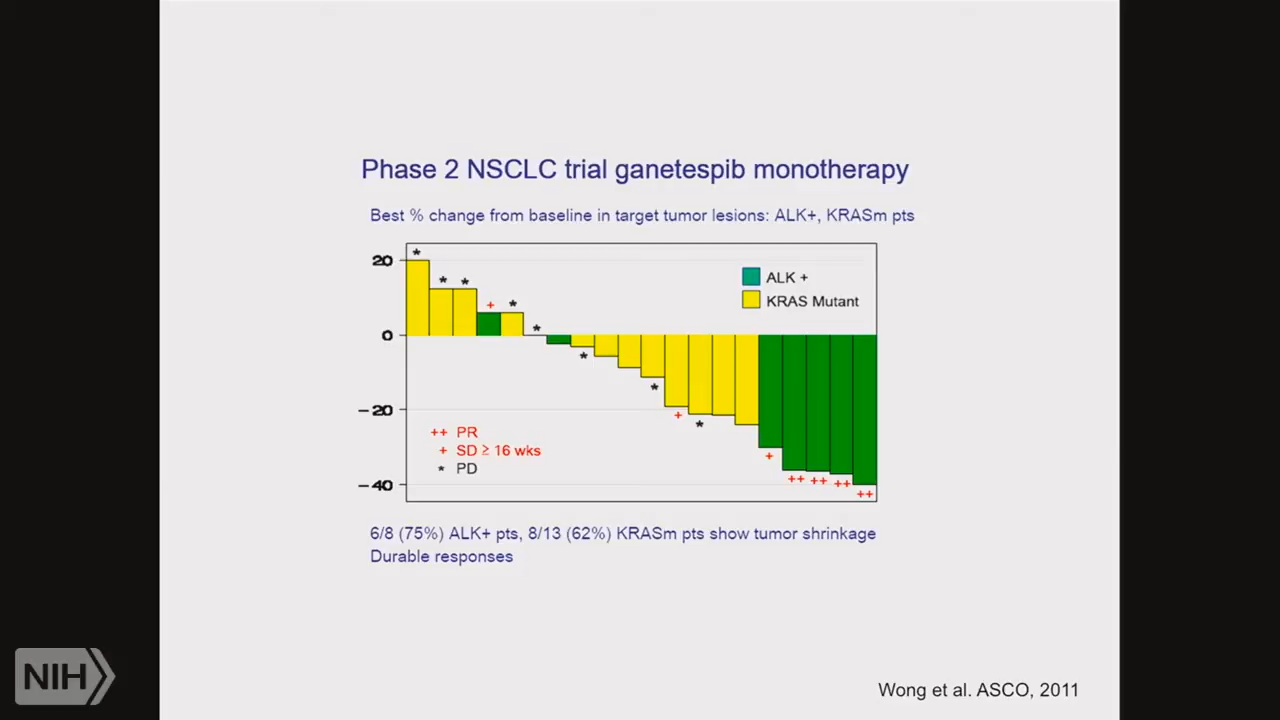 Phase 2 NSCLC trial ganetespib monotherapy
Best % change from baseline in target tumor lesions: ALK+, KRASm pts
20
0
−20
−40
*
*
*
+
*
*
*
*
+
*
+
++
++
++
++
ALK +
KRAS Mutant
++ PR
+ SD ≥ 16 wks
* PD
6/8 (75%) ALK+ pts, 8/13 (62%) KRASm pts show tumor shrinkage
Durable responses
NIH
Wong et al. ASCO, 2011